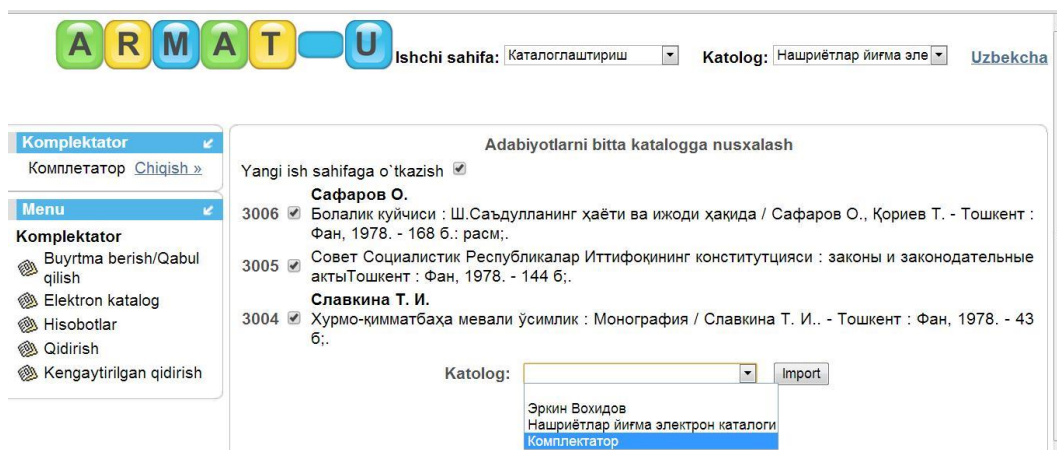 ARMAT-U
Ishchi sahifa: Каталоглаштириш Katolog: Нашриётлар йиғма эле Uzbekcha
Komplektator
Комплетатор Chiqish »
Menu
Komplektator
Buyrtma berish/Qabul
qilish
Elektron katalog
Hisobotlar
Qidirish
Kengaytirilgan qidirish
Adabiyotlarni bitta katalogga nusxalash
Yangi ish sahifaga o`tkazish
Сафаров О.
3006 Болалик куйчиси : Ш.Саъдулланинг ҳаёти ва ижоди ҳақида / Сафаров О., Қориев Т. - Тошкент :
Фан, 1978. - 168 б.: расм;.
3005 Совет Социалистик Республикалар Иттифоқининг конститутцияси : законы и законодательные
актыТошкент : Фан, 1978. - 144 б;.
Славкина Т. И.
3004 Хурмо-қимматбаҳа мевали ўсимлик : Монография / Славкина Т. И.. - Тошкент : Фан, 1978. - 43
б;.
Katolog: Import
Эркин Вохидов
Нашриётлар йиғма электрон каталоги
Комплектатор